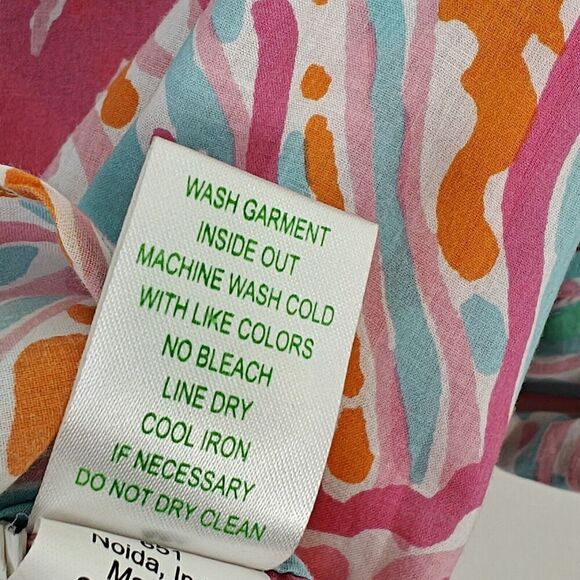 WASH GARMENT
INSIDE OUT
MACHINE WASH COLD
WITH LIKE COLORS
NO BLEACH
LINE DRY
COOL IRON
IF NECESSARY
DO NOT DRY CLEAN
Noida,